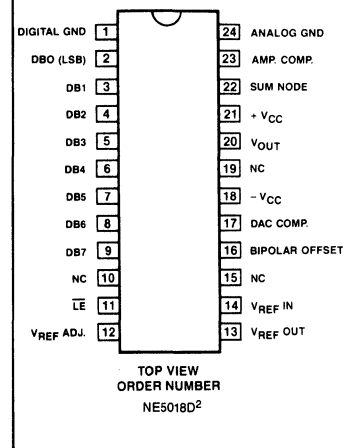 DIGITAL GND 1 24 ANALOG GND
DBO (LSB) 2 23 AMP. COMP.
DB1 3 22 SUM NODE
DB2 4 21 + VCC
DB3 5 20 VOUT
DB4 6 19 NC
DB5 7 18 – VCC
DB6 8 17 DAC COMP.
DB7 9 16 BIPOLAR OFFSET
NC 10 15 NC
LE 11 14 VREF IN
VREF ADJ. 12 13 VREF OUT
TOP VIEW
ORDER NUMBER
NE5018D2